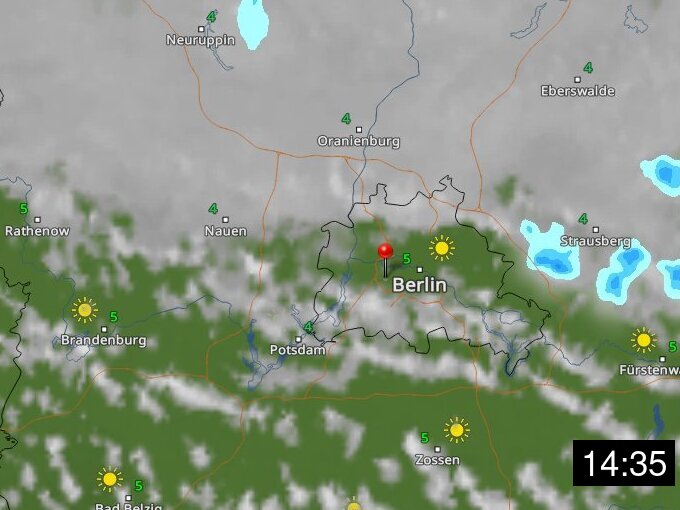 4
Neuruppin
4
Eberswalde
4
Oranienburg
5
Rathenow
4
Nauen
4
Strausberg
5
Berlin
5
Brandenburg
4
Potsdam
5
Fürstenwa
5
Zossen
14:35
5
Bad Belzig